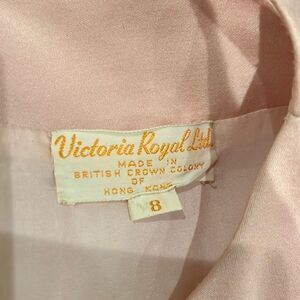 Victoria Royal Ltd.
MADE IN
BRITISH CROWN COLONY
OF
HONG KONG
8